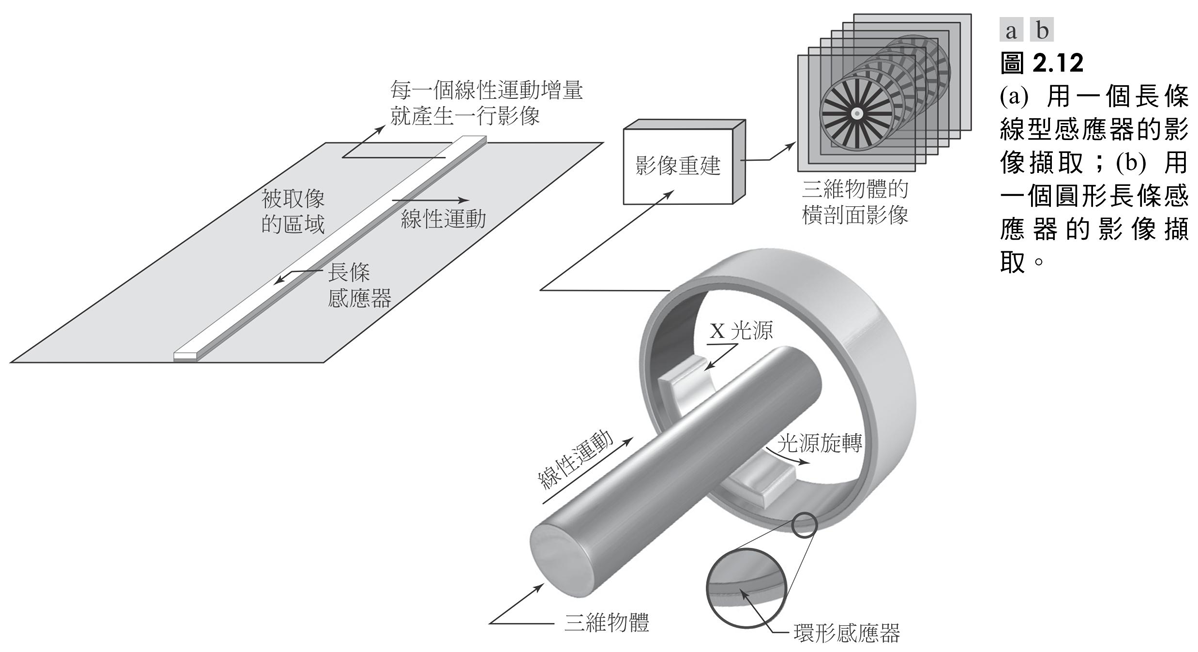 每一個線性運動增量
就產生一行影像
被取像
的區域
線性運動
長條
感應器
影像重建
三維物體的
橫剖面影像
X 光源
光源旋轉
線性運動
三維物體
環形感應器
a b
圖 2.12
(a) 用一個長條
線型感應器的影
像擷取；(b) 用
一個圓形長條感
應器的影像擷
取。